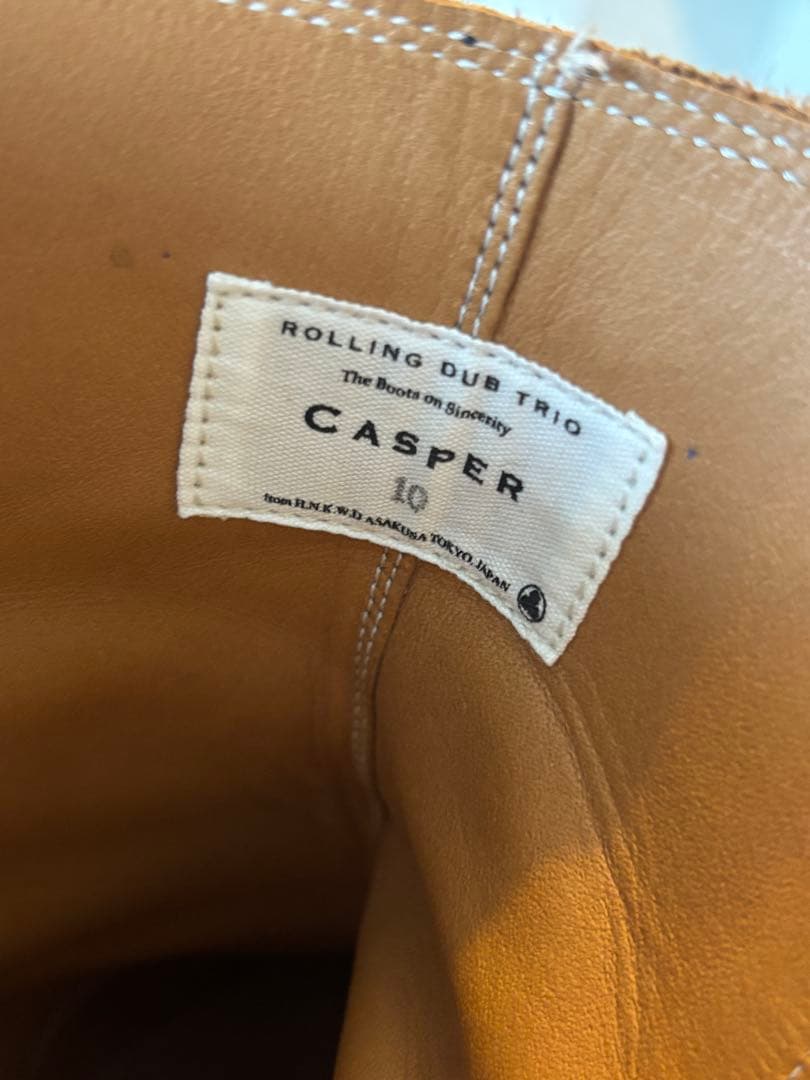 ROLLING DUB TRIO
The Boots on Sincerity
CASPER
10
from H.N.K.W.D ASAKUSA TOKYO, JAPAN